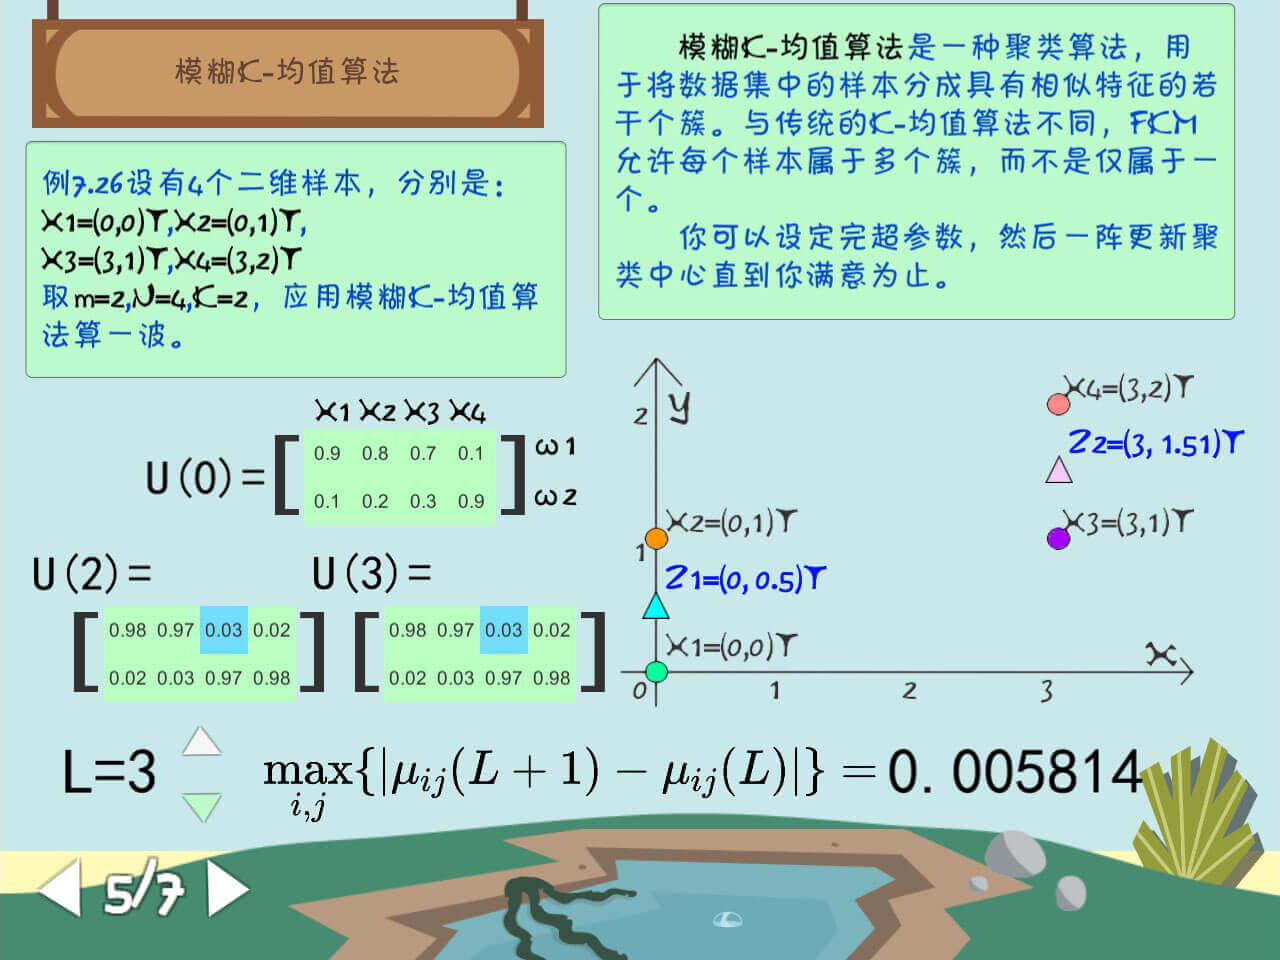 模糊K-均值算法
模糊K-均值算法是一种聚类算法，用
于将数据集中的样本分成具有相似特征的若
干个簇。与传统的K-均值算法不同，FCM
允许每个样本属于多个簇，而不是仅属于一
个。
你可以设定完超参数，然后一阵更新聚
类中心直到你满意为止。
例7.26设有4个二维样本，分别是：
X1=(0,0)T,X2=(0,1)T,
X3=(3,1)T,X4=(3,2)T
取m=2,N=4,K=2，应用模糊K-均值算
法算一波。
X1 X2 X3 X4
U(0)=
0.9 0.8 0.7 0.1 ω1
0.1 0.2 0.3 0.9 ω2
U(2)=
0.98 0.97 0.03 0.02
0.02 0.03 0.97 0.98
U(3)=
0.98 0.97 0.03 0.02
0.02 0.03 0.97 0.98
y
2
X4=(3,2)T
Z2=(3, 1.51)T
X2=(0,1)T
X3=(3,1)T
1
Z1=(0, 0.5)T
X1=(0,0)T
x
0 1 2 3
L=3
max{|μij(L + 1) − μij(L)|} =0.005814
i,j
5/7